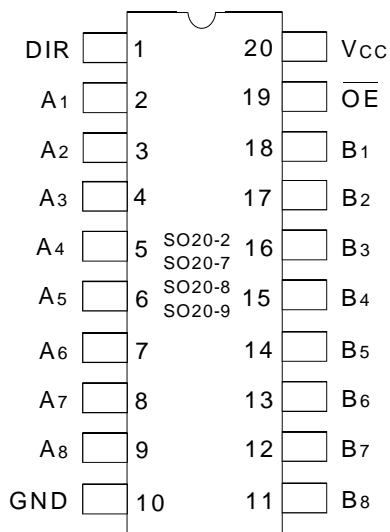 DIR 1 20 VCC
A1 2 19 OE
A2 3 18 B1
A3 4 17 B2
A4 5 SO20-2 16 B3
SO20-7
A5 6 SO20-8 15 B4
SO20-9
A6 7 14 B5
A7 8 13 B6
A8 9 12 B7
GND 10 11 B8